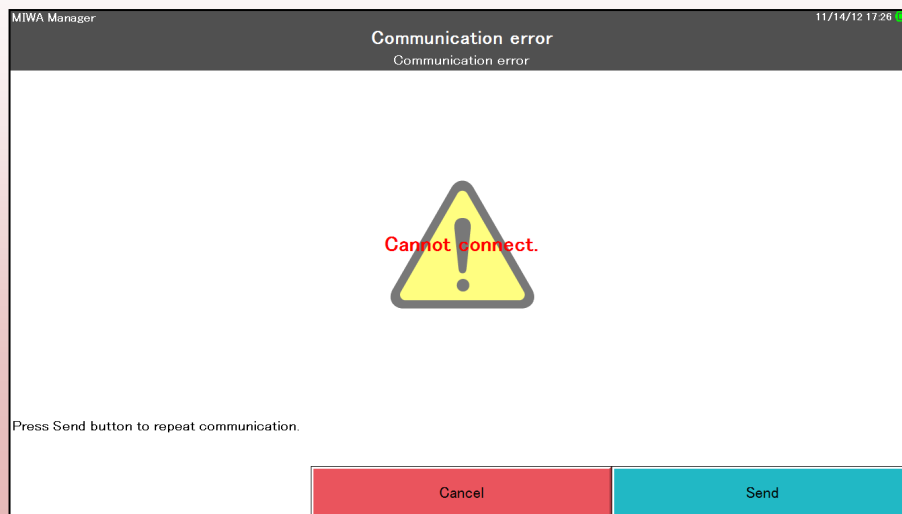 MIWA Manager
11/14/12 17:26
Communication error
Communication error
Cannot connect.
Press Send button to repeat communication.
Cancel
Send